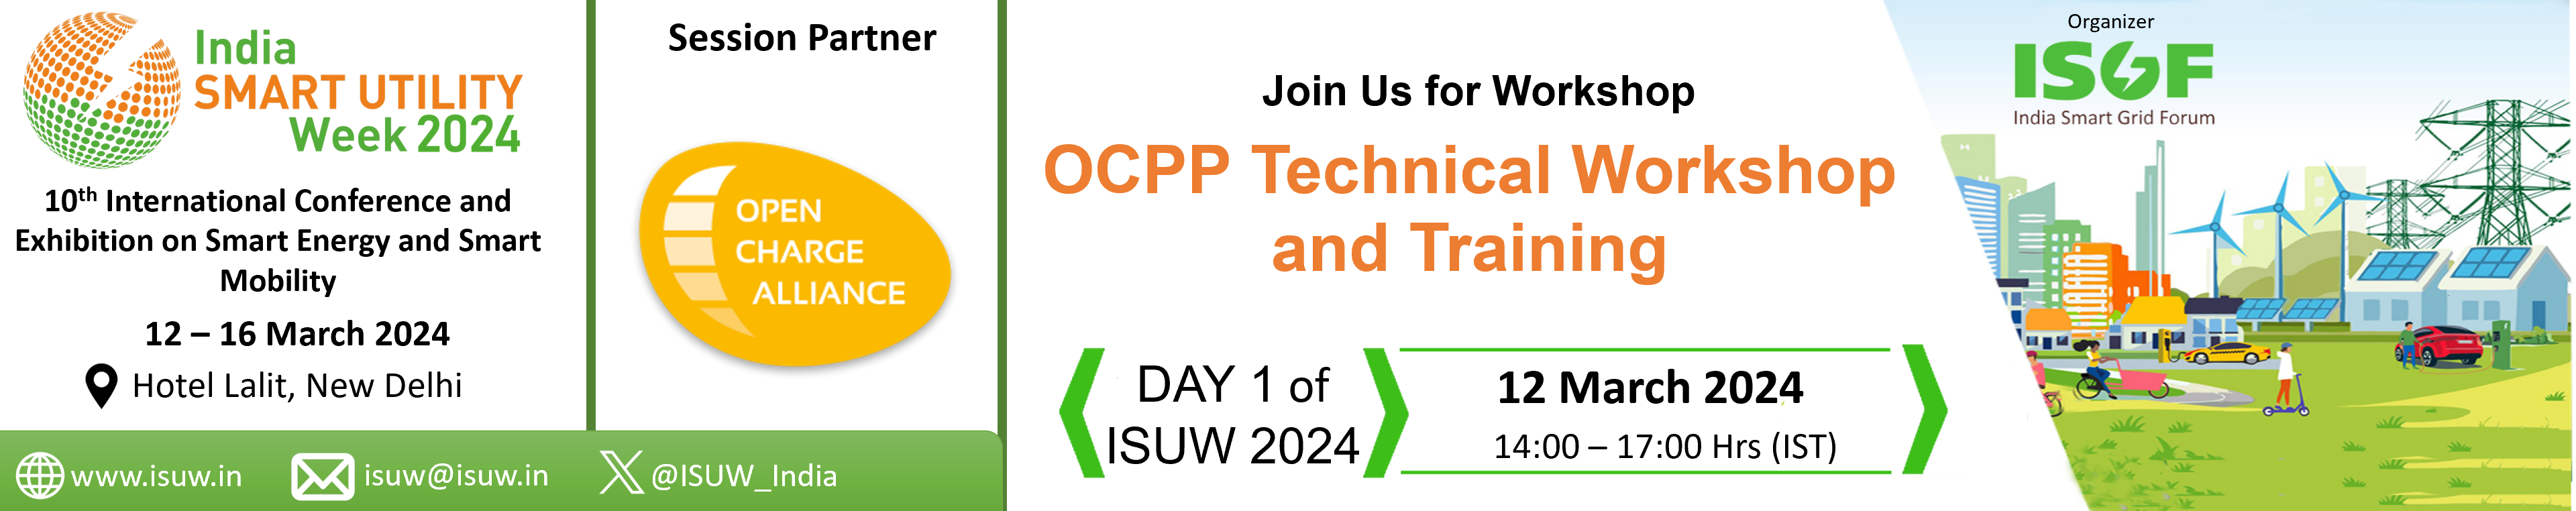 India
SMART UTILITY
Week 2024
10th International Conference and
Exhibition on Smart Energy and Smart
Mobility
12 – 16 March 2024
Hotel Lalit, New Delhi
www.isuw.in
isuw@isuw.in
@ISUW_India
Session Partner
OPEN
CHARGE
ALLIANCE
Join Us for Workshop
OCPP Technical Workshop
and Training
DAY 1 of
ISUW 2024
12 March 2024
14:00 – 17:00 Hrs (IST)
Organizer
ISGF
India Smart Grid Forum